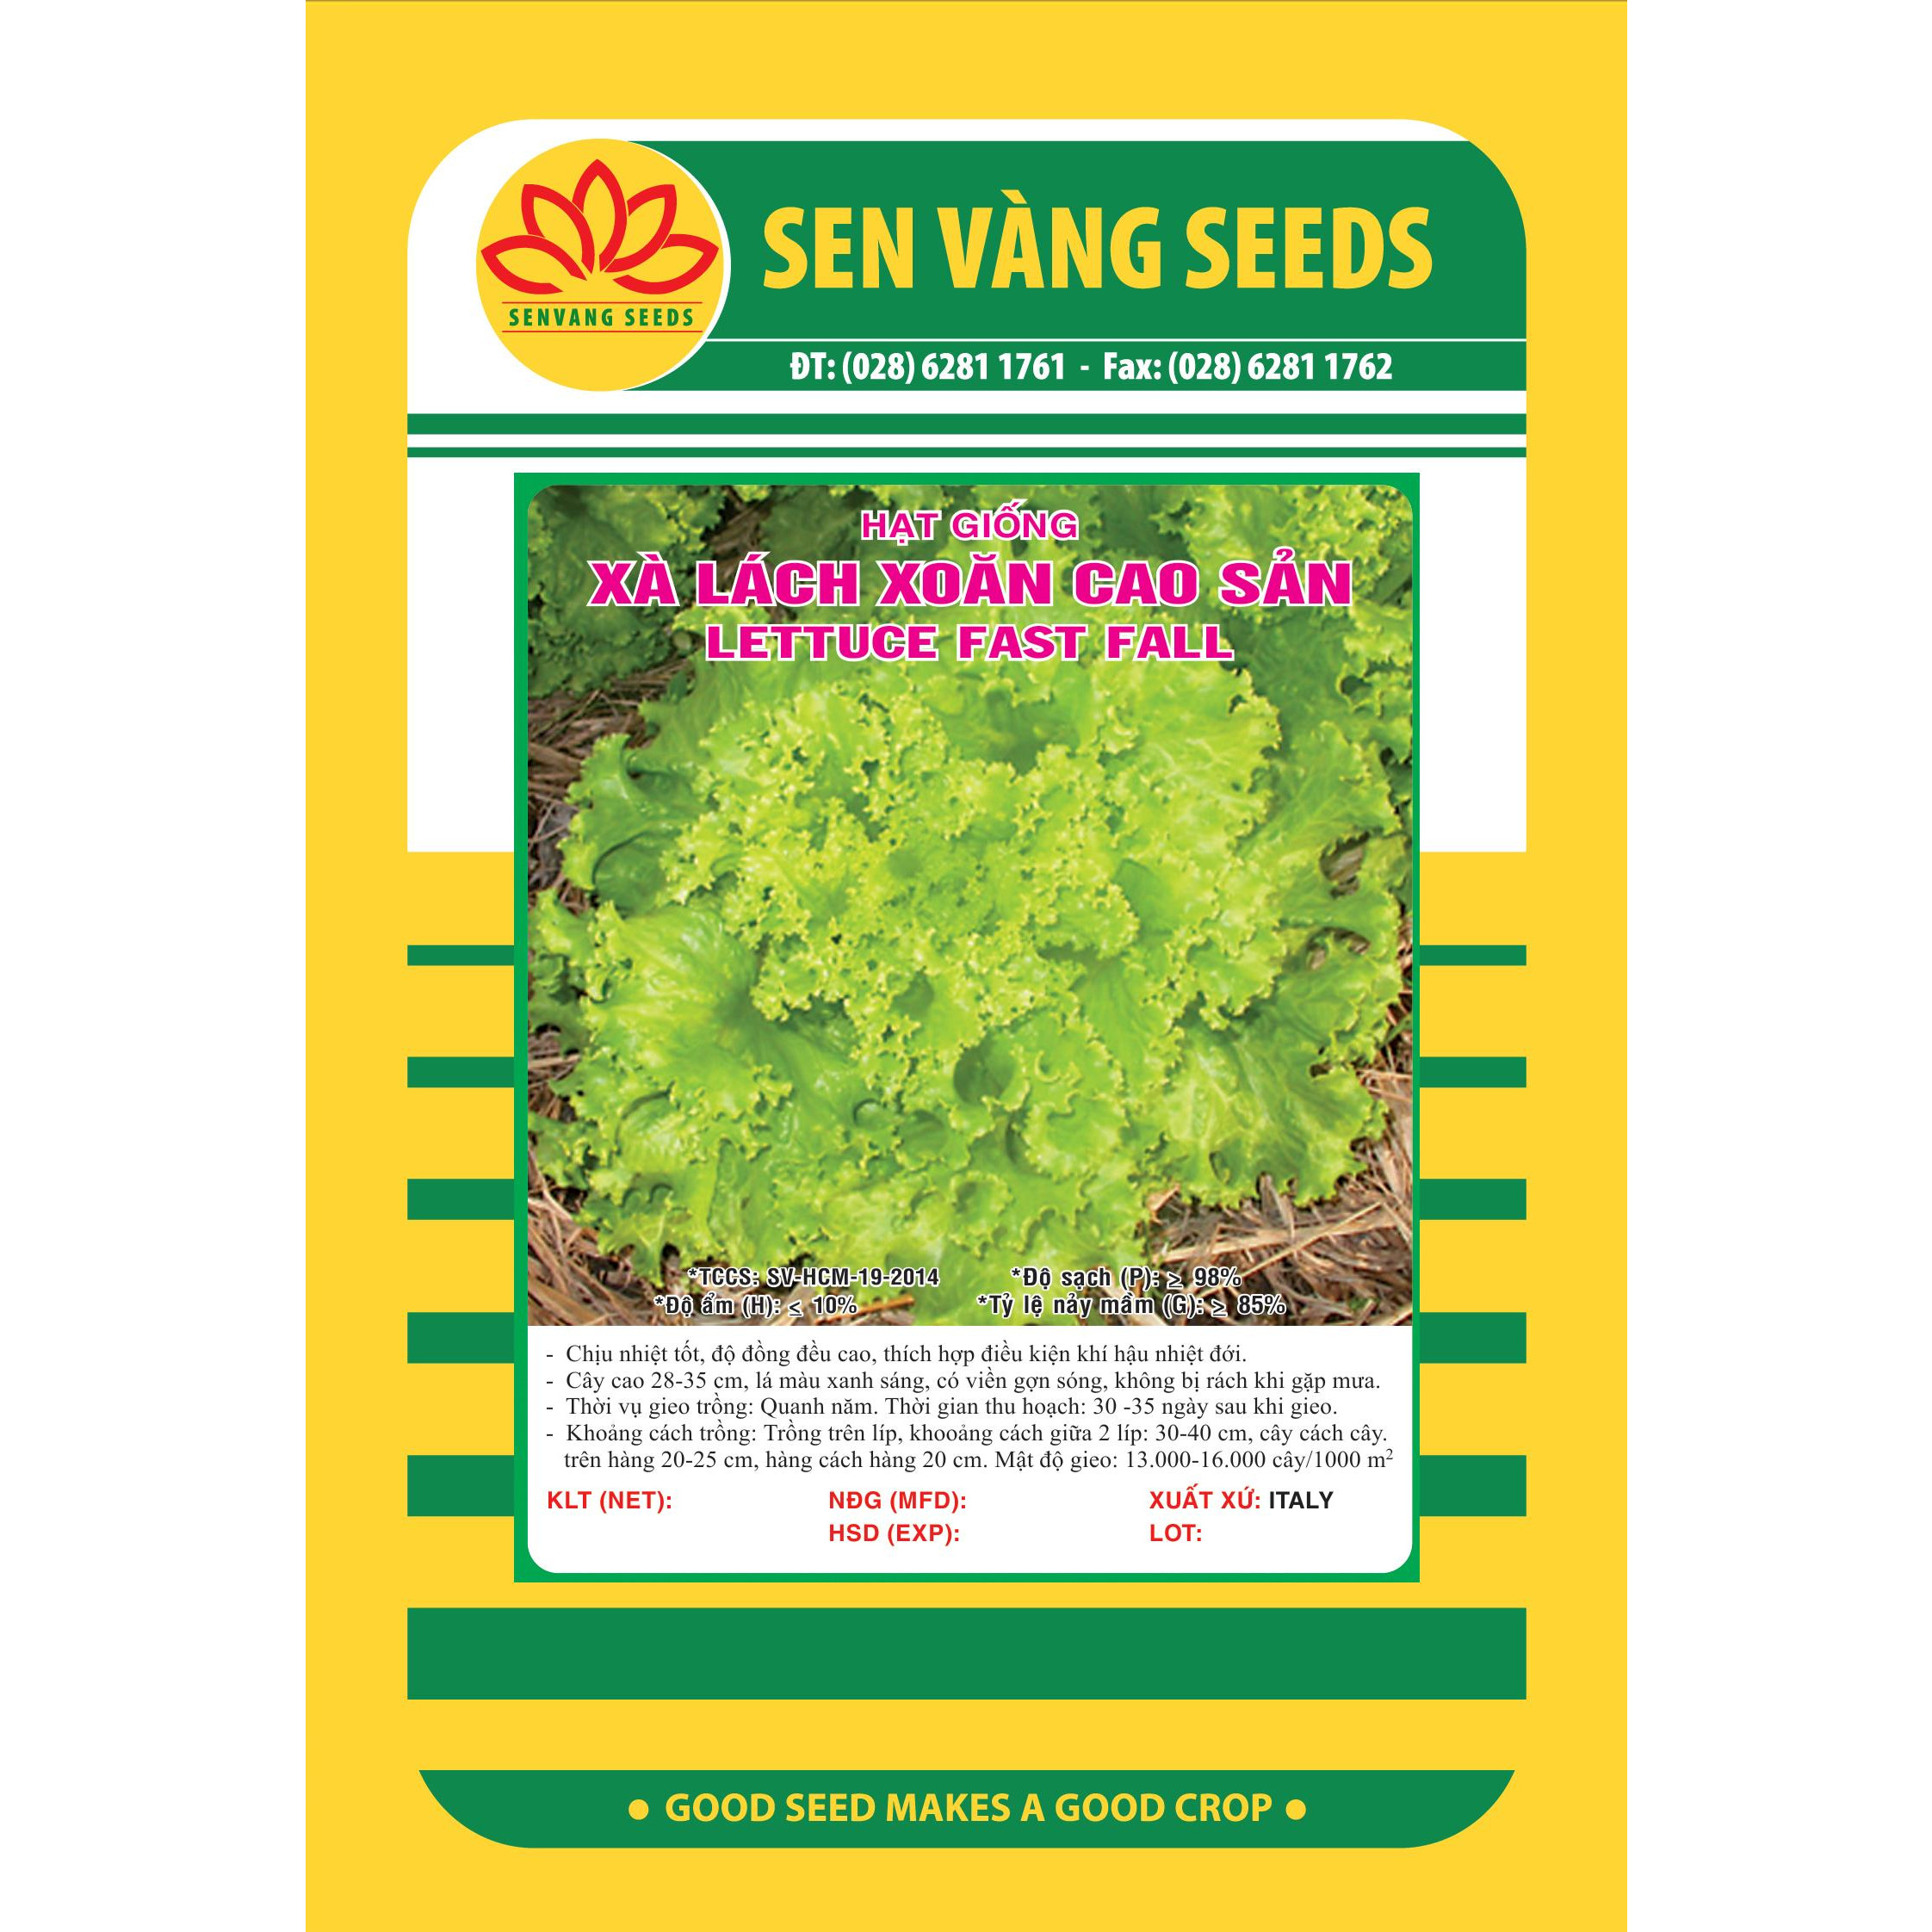 SENVANG SEEDS
SEN VÀNG SEEDS
ĐT: (028) 6281 1761 - Fax: (028) 6281 1762
HẠT GIỐNG
XÀ LÁCH XOĂN CAO SẢN
LETTUCE FAST FALL
*TCCS: SV-HCM-19-2014 *Độ sạch (P): ≥ 98%
*Độ ẩm (H): ≤ 10% *Tỷ lệ nảy mầm (G): ≥ 85%
- Chịu nhiệt tốt, độ đồng đều cao, thích hợp điều kiện khí hậu nhiệt đới.
- Cây cao 28-35 cm, lá màu xanh sáng, có viền gợn sóng, không bị rách khi gặp mưa.
- Thời vụ gieo trồng: Quanh năm. Thời gian thu hoạch: 30 -35 ngày sau khi gieo.
- Khoảng cách trồng: Trồng trên líp, khooảng cách giữa 2 líp: 30-40 cm, cây cách cây.
trên hàng 20-25 cm, hàng cách hàng 20 cm. Mật độ gieo: 13.000-16.000 cây/1000 m²
KLT (NET): NĐG (MFD): XUẤT XỨ: ITALY
HSD (EXP): LOT:
• GOOD SEED MAKES A GOOD CROP •